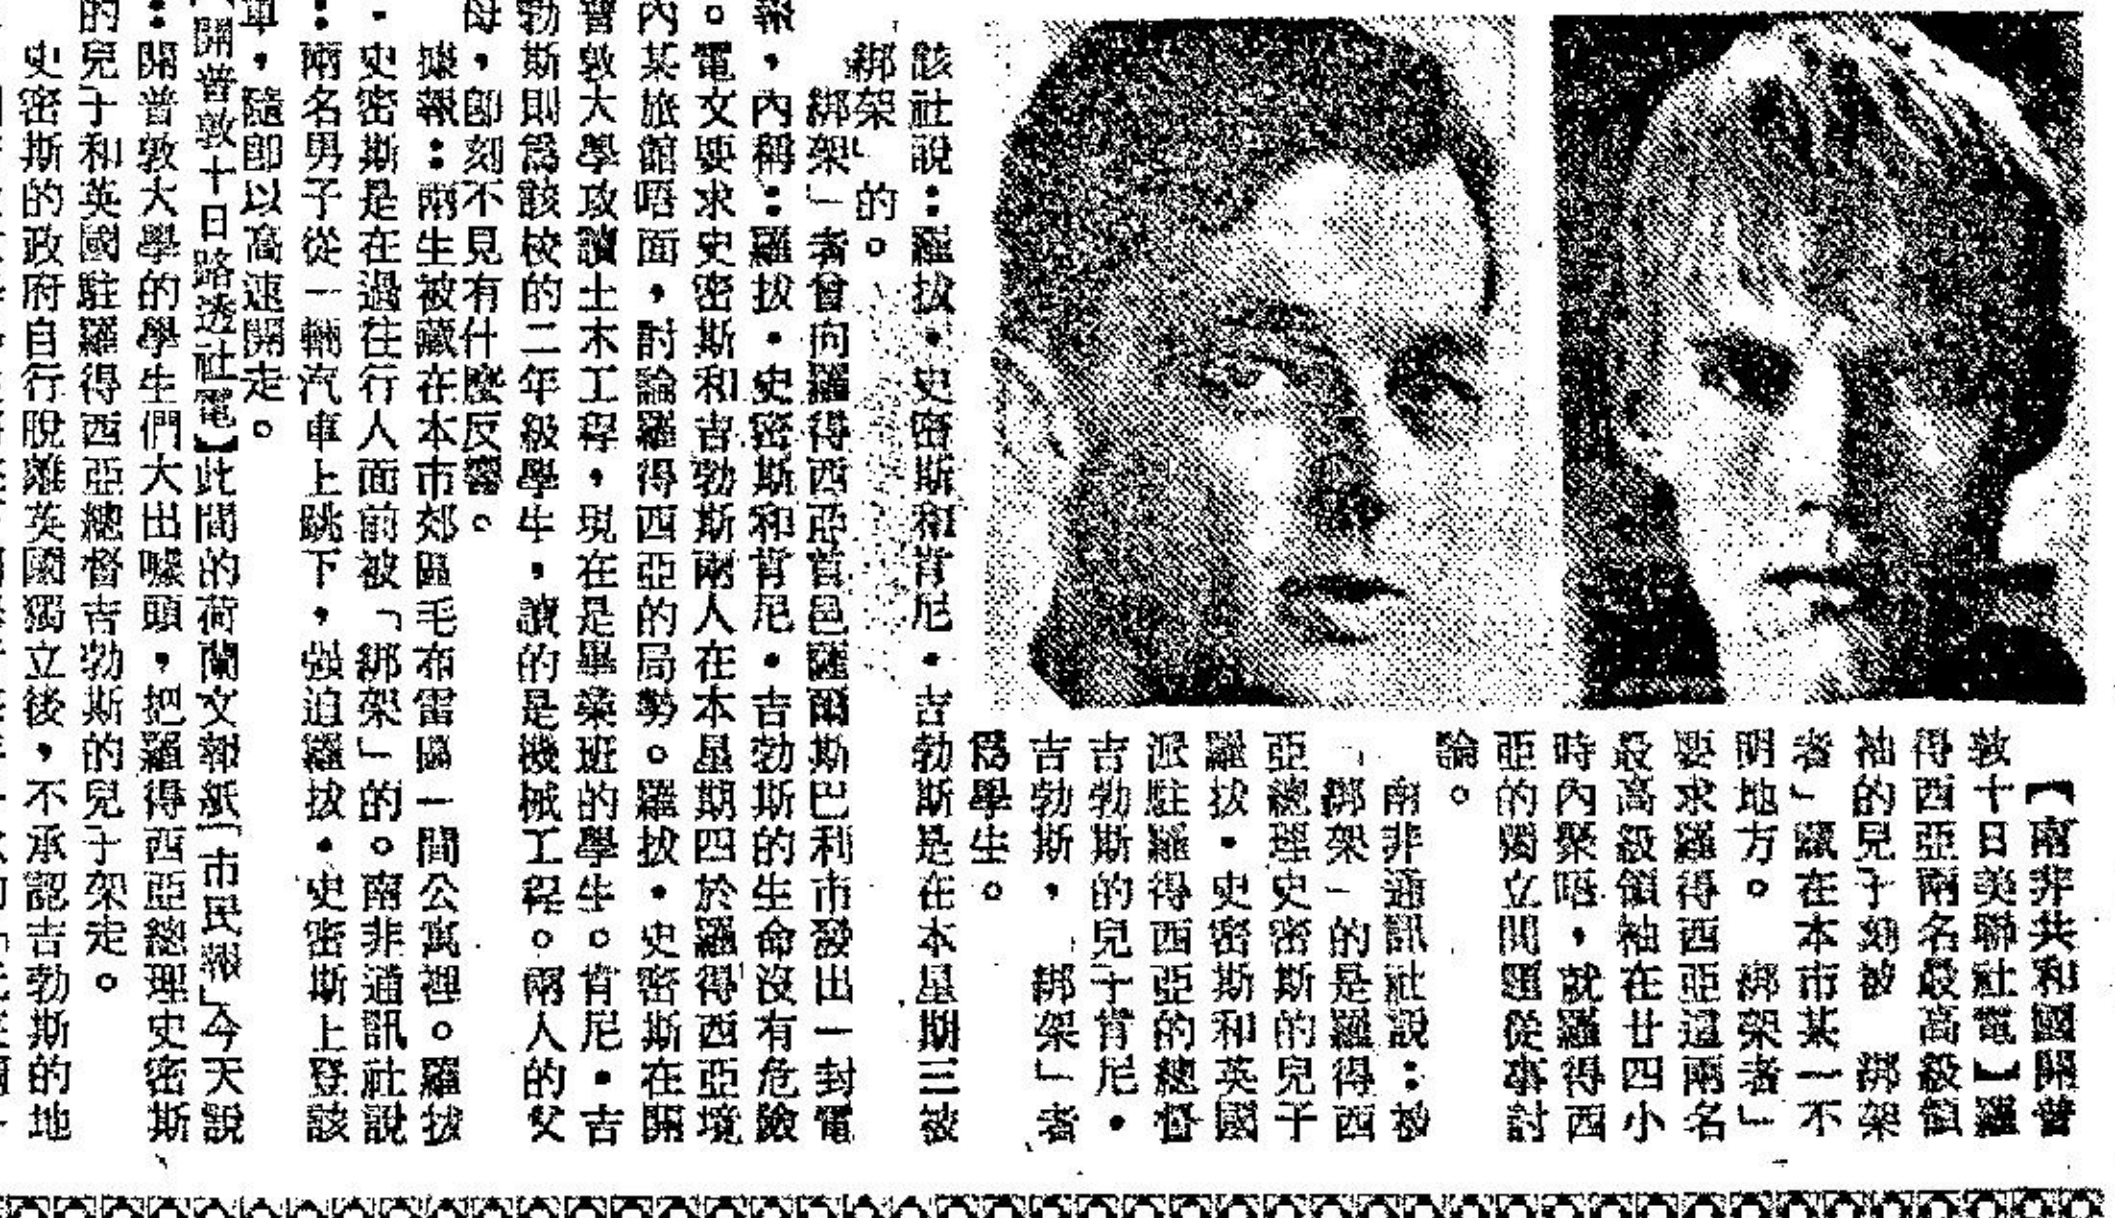 【南非共和國開普
敦十日美聯社電】羅
得西亞兩名最高級領
袖的兒子刻被「綁架
者」藏在本市某一不
明地方。「綁架者」
要求羅得西亞這兩名
最高級領袖在廿四小
時內聚晤，就羅得西
亞的獨立問題從事討
論。
南非通訊社說：被
「綁架」的是羅得西
亞總理史密斯的兒子
羅拔・史密斯和英國
派駐羅得西亞的總督
吉勃斯的兒子肯尼・
吉勃斯，「綁架」者
爲學生。
該社說：羅拔・史密斯和肯尼・吉勃斯是在本星期三被
綁架」的。
「綁架」者曾向羅得西亞首邑薩爾斯巴利市發出一封電
報，內稱：羅拔・史密斯和肯尼・吉勃斯的生命沒有危險
。電文要求史密斯和吉勃斯兩人在本星期四於羅得西亞境
內某旅館晤面，討論羅得西亞的局勢。羅拔・史密斯在開
普敦大學攻讀土木工程，現在是畢業班的學生。肯尼・吉
勃斯則爲該校的二年級學生，讀的是機械工程。兩人的父
母，卽刻不見有什麼反響。
據報：兩生被藏在本市郊區毛布雷區一間公寓裡。羅拔
・史密斯是在過往行人面前被「綁架」的。南非通訊社說
：兩名男子從一輛汽車上跳下，強迫羅拔・史密斯上登該
車，隨卽以高速開走。
【開普敦十日路透社電】此間的荷蘭文報紙「市民報」今天說
：開普敦大學的學生們大出噱頭，把羅得西亞總理史密斯
的兒子和英國駐羅得西亞總督吉勃斯的兒子架走。
史密斯的政府自行脫離英國獨立後，不承認吉勃斯的地